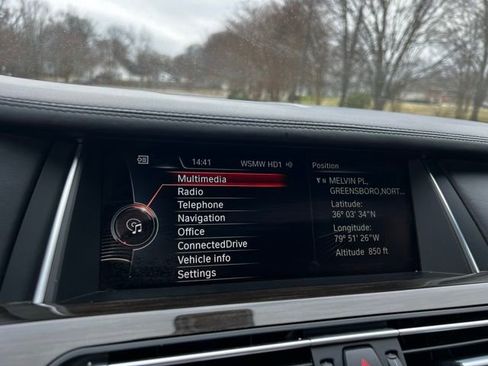 14:41 WSMW HD1
Multimedia
Radio
Telephone
Navigation
Office
ConnectedDrive
Vehicle info
Settings
Position
MELVIN PL,
GREENSBORO,NORT...
Latitude:
36° 03' 34"N
Longitude:
79° 51' 26"W
Altitude 850 ft